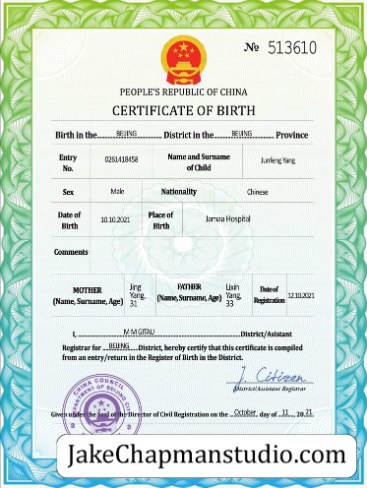 № 513610
PEOPLE'S REPUBLIC OF CHINA
CERTIFICATE OF BIRTH
Birth in the....BEIJING....District in the....BEIJING....Province
Entry No. 0261418458 Name and Surname of Child Junfeng Yang
Sex Male Nationality Chinese
Date of Birth 10.10.2021 Place of Birth Jamaa Hospital
Comments
MOTHER (Name, Surname, Age) Jing Yang, 31 FATHER (Name, Surname, Age) Lixin Yang, 33 Date of Registration 12.10.2021
I, ....M M GITAU....District/Asistant
Registrar for ...BEIJING....District, hereby certify that this certificate is compiled
from an entry/return in the Register of Birth in the District.
J. Citizen
District/Assistant Registrar
CHINA COUNCIL
Given under the Seal of the Director of Civil Registration on the ..October.. day of ..11.. 20.21
JakeChapmanstudio.com